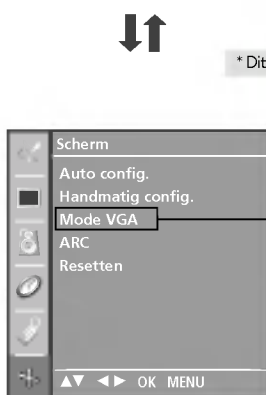 * Dit
Scherm
Auto config.
Handmatig config.
Mode VGA
ARC
Resetten
▲▼ ◄► OK MENU